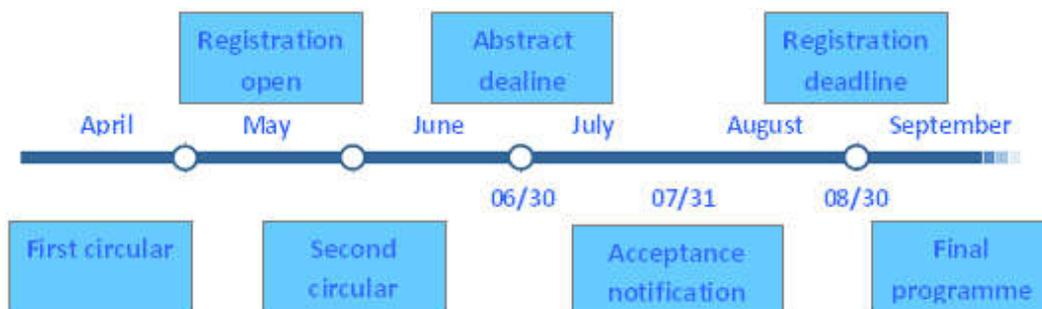 Registration
open
Abstract
dealine
Registration
deadline
April May June July August September
06/30 07/31 08/30
First circular
Second
circular
Acceptance
notification
Final
programme